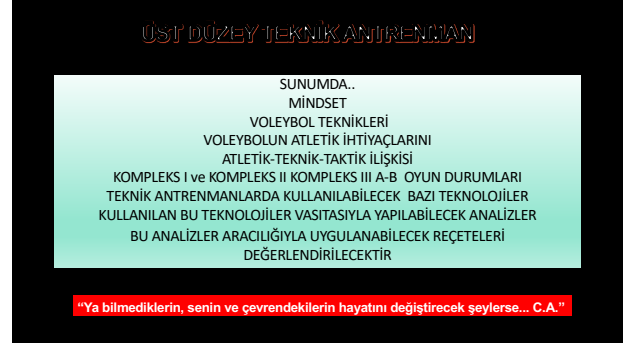 ÜST DÜZEY TEKNİK ANTRENMAN
SUNUMDA..
MİNDSET
VOLEYBOL TEKNİKLERİ
VOLEYBOLUN ATLETİK İHTİYAÇLARINI
ATLETİK-TEKNİK-TAKTİK İLİŞKİSİ
KOMPLEKS I ve KOMPLEKS II KOMPLEKS III A-B OYUN DURUMLARI
TEKNİK ANTRENMANLARDA KULLANILABİLECEK BAZI TEKNOLOJİLER
KULLANILAN BU TEKNOLOJİLER VASITASIYLA YAPILABİLECEK ANALİZLER
BU ANALİZLER ARACILIĞIYLA UYGULANABİLECEK REÇETELERİ
DEĞERLENDİRİLECEKTİR
“Ya bilmediklerin, senin ve çevrendekilerin hayatını değiştirecek şeylerse... C.A.”